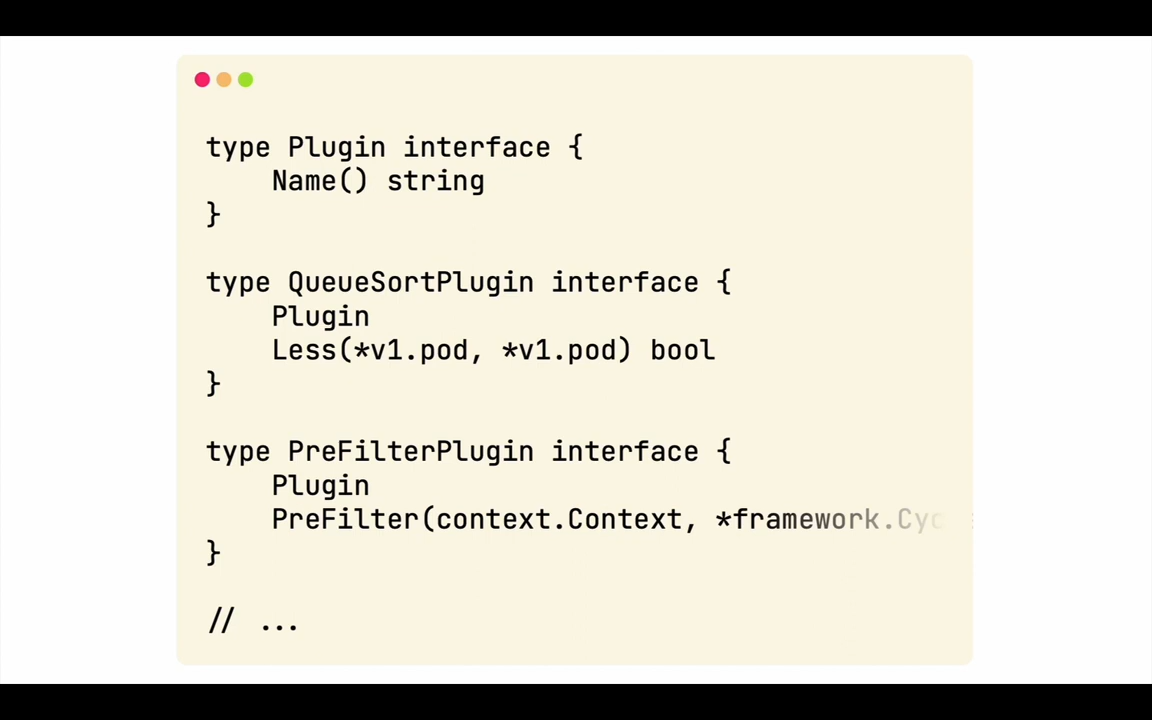 type Plugin interface {
Name() string
}
type QueueSortPlugin interface {
Plugin
Less(*v1.pod, *v1.pod) bool
}
type PreFilterPlugin interface {
Plugin
PreFilter(context.Context, *framework.Cyc
}
// ...